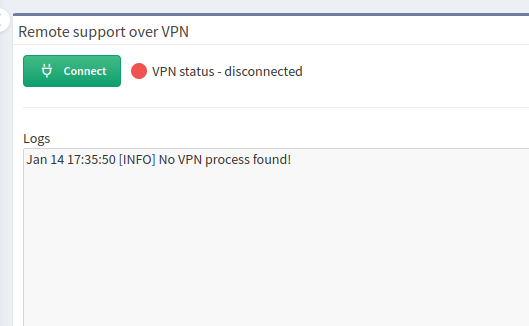 Remote support over VPN
Connect
VPN status - disconnected
Logs
Jan 14 17:35:50 [INFO] No VPN process found!